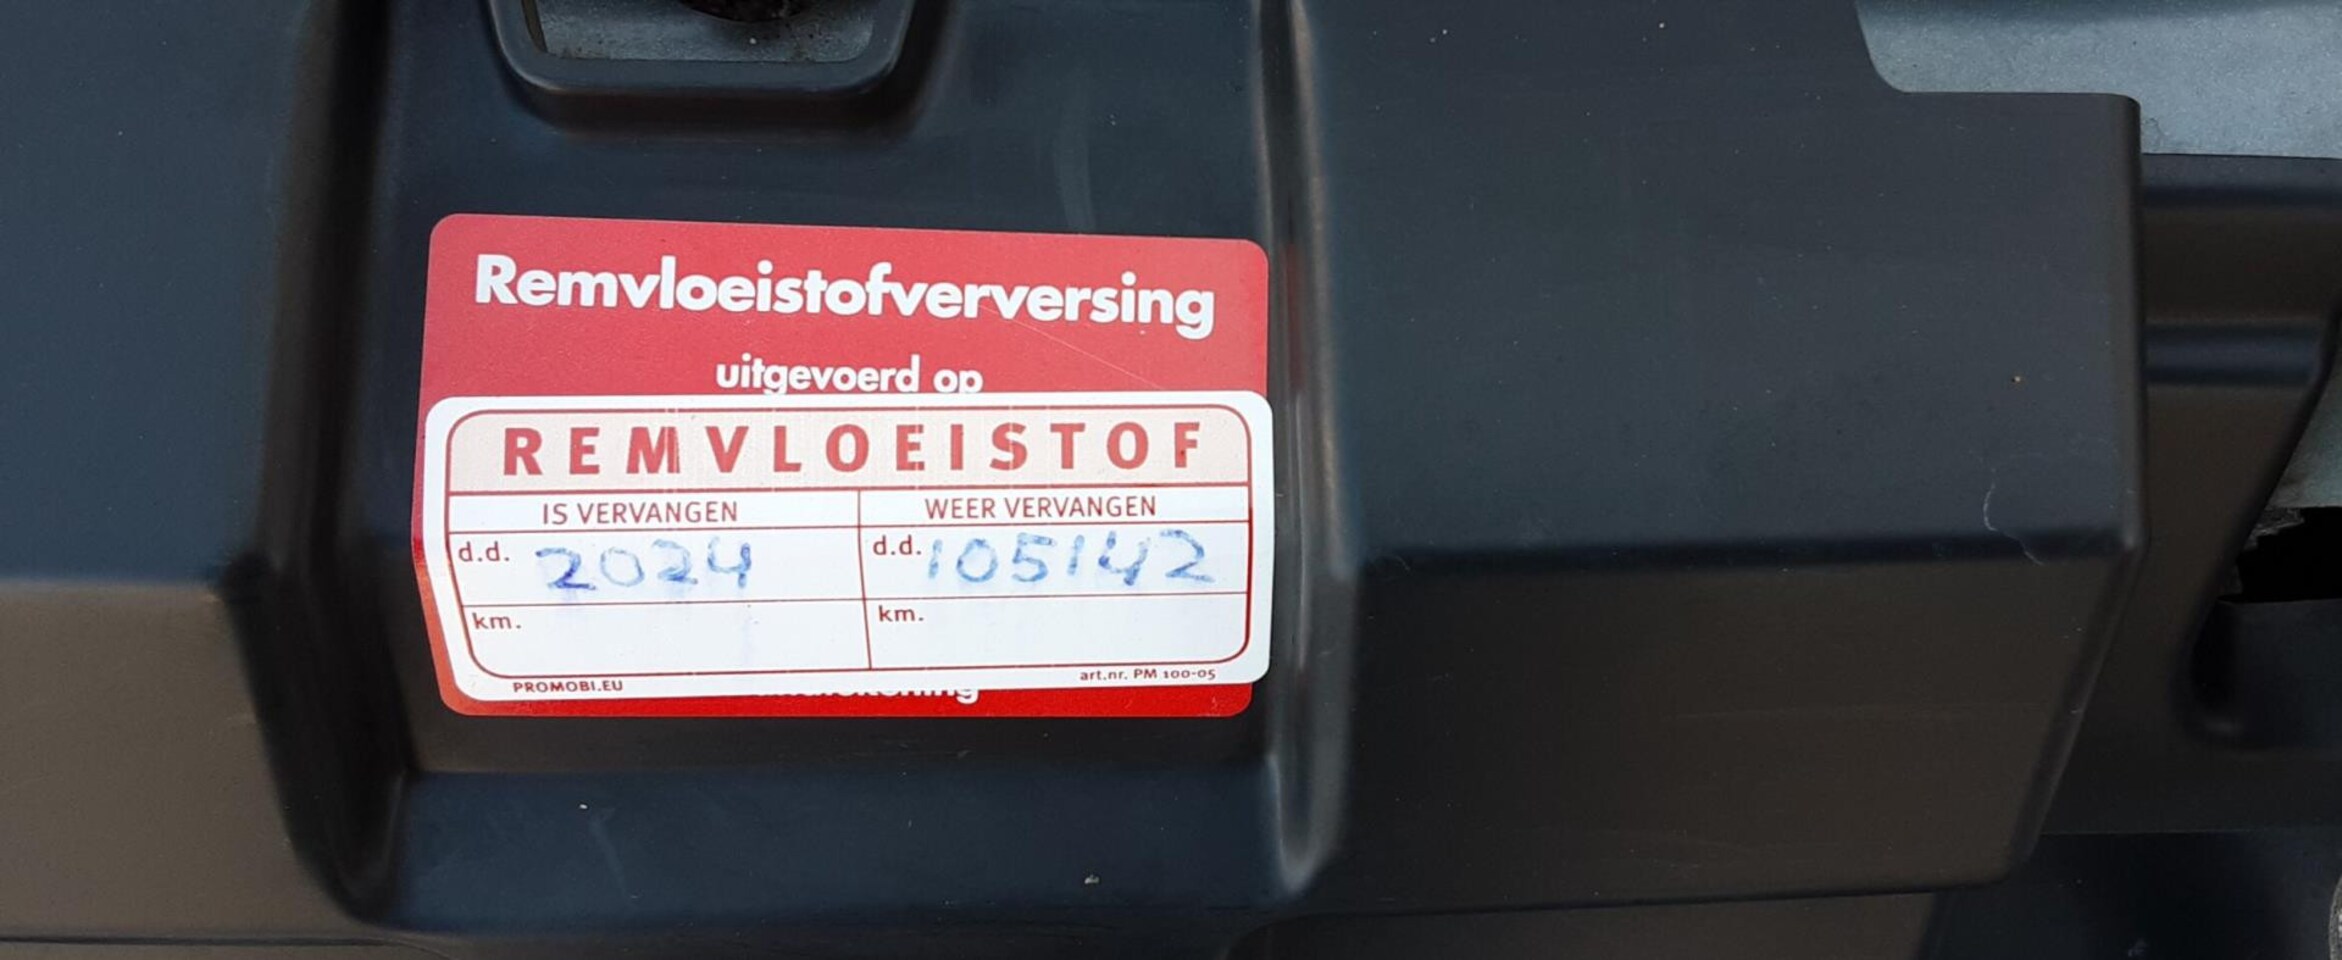 Remvloeistofverversing
uitgevoerd op
REMVLOEISTOF
IS VERVANGEN WEER VERVANGEN
d.d. 2024 d.d. 105142
km. km.
PROMOBI.EU art.nr. PM 100-05